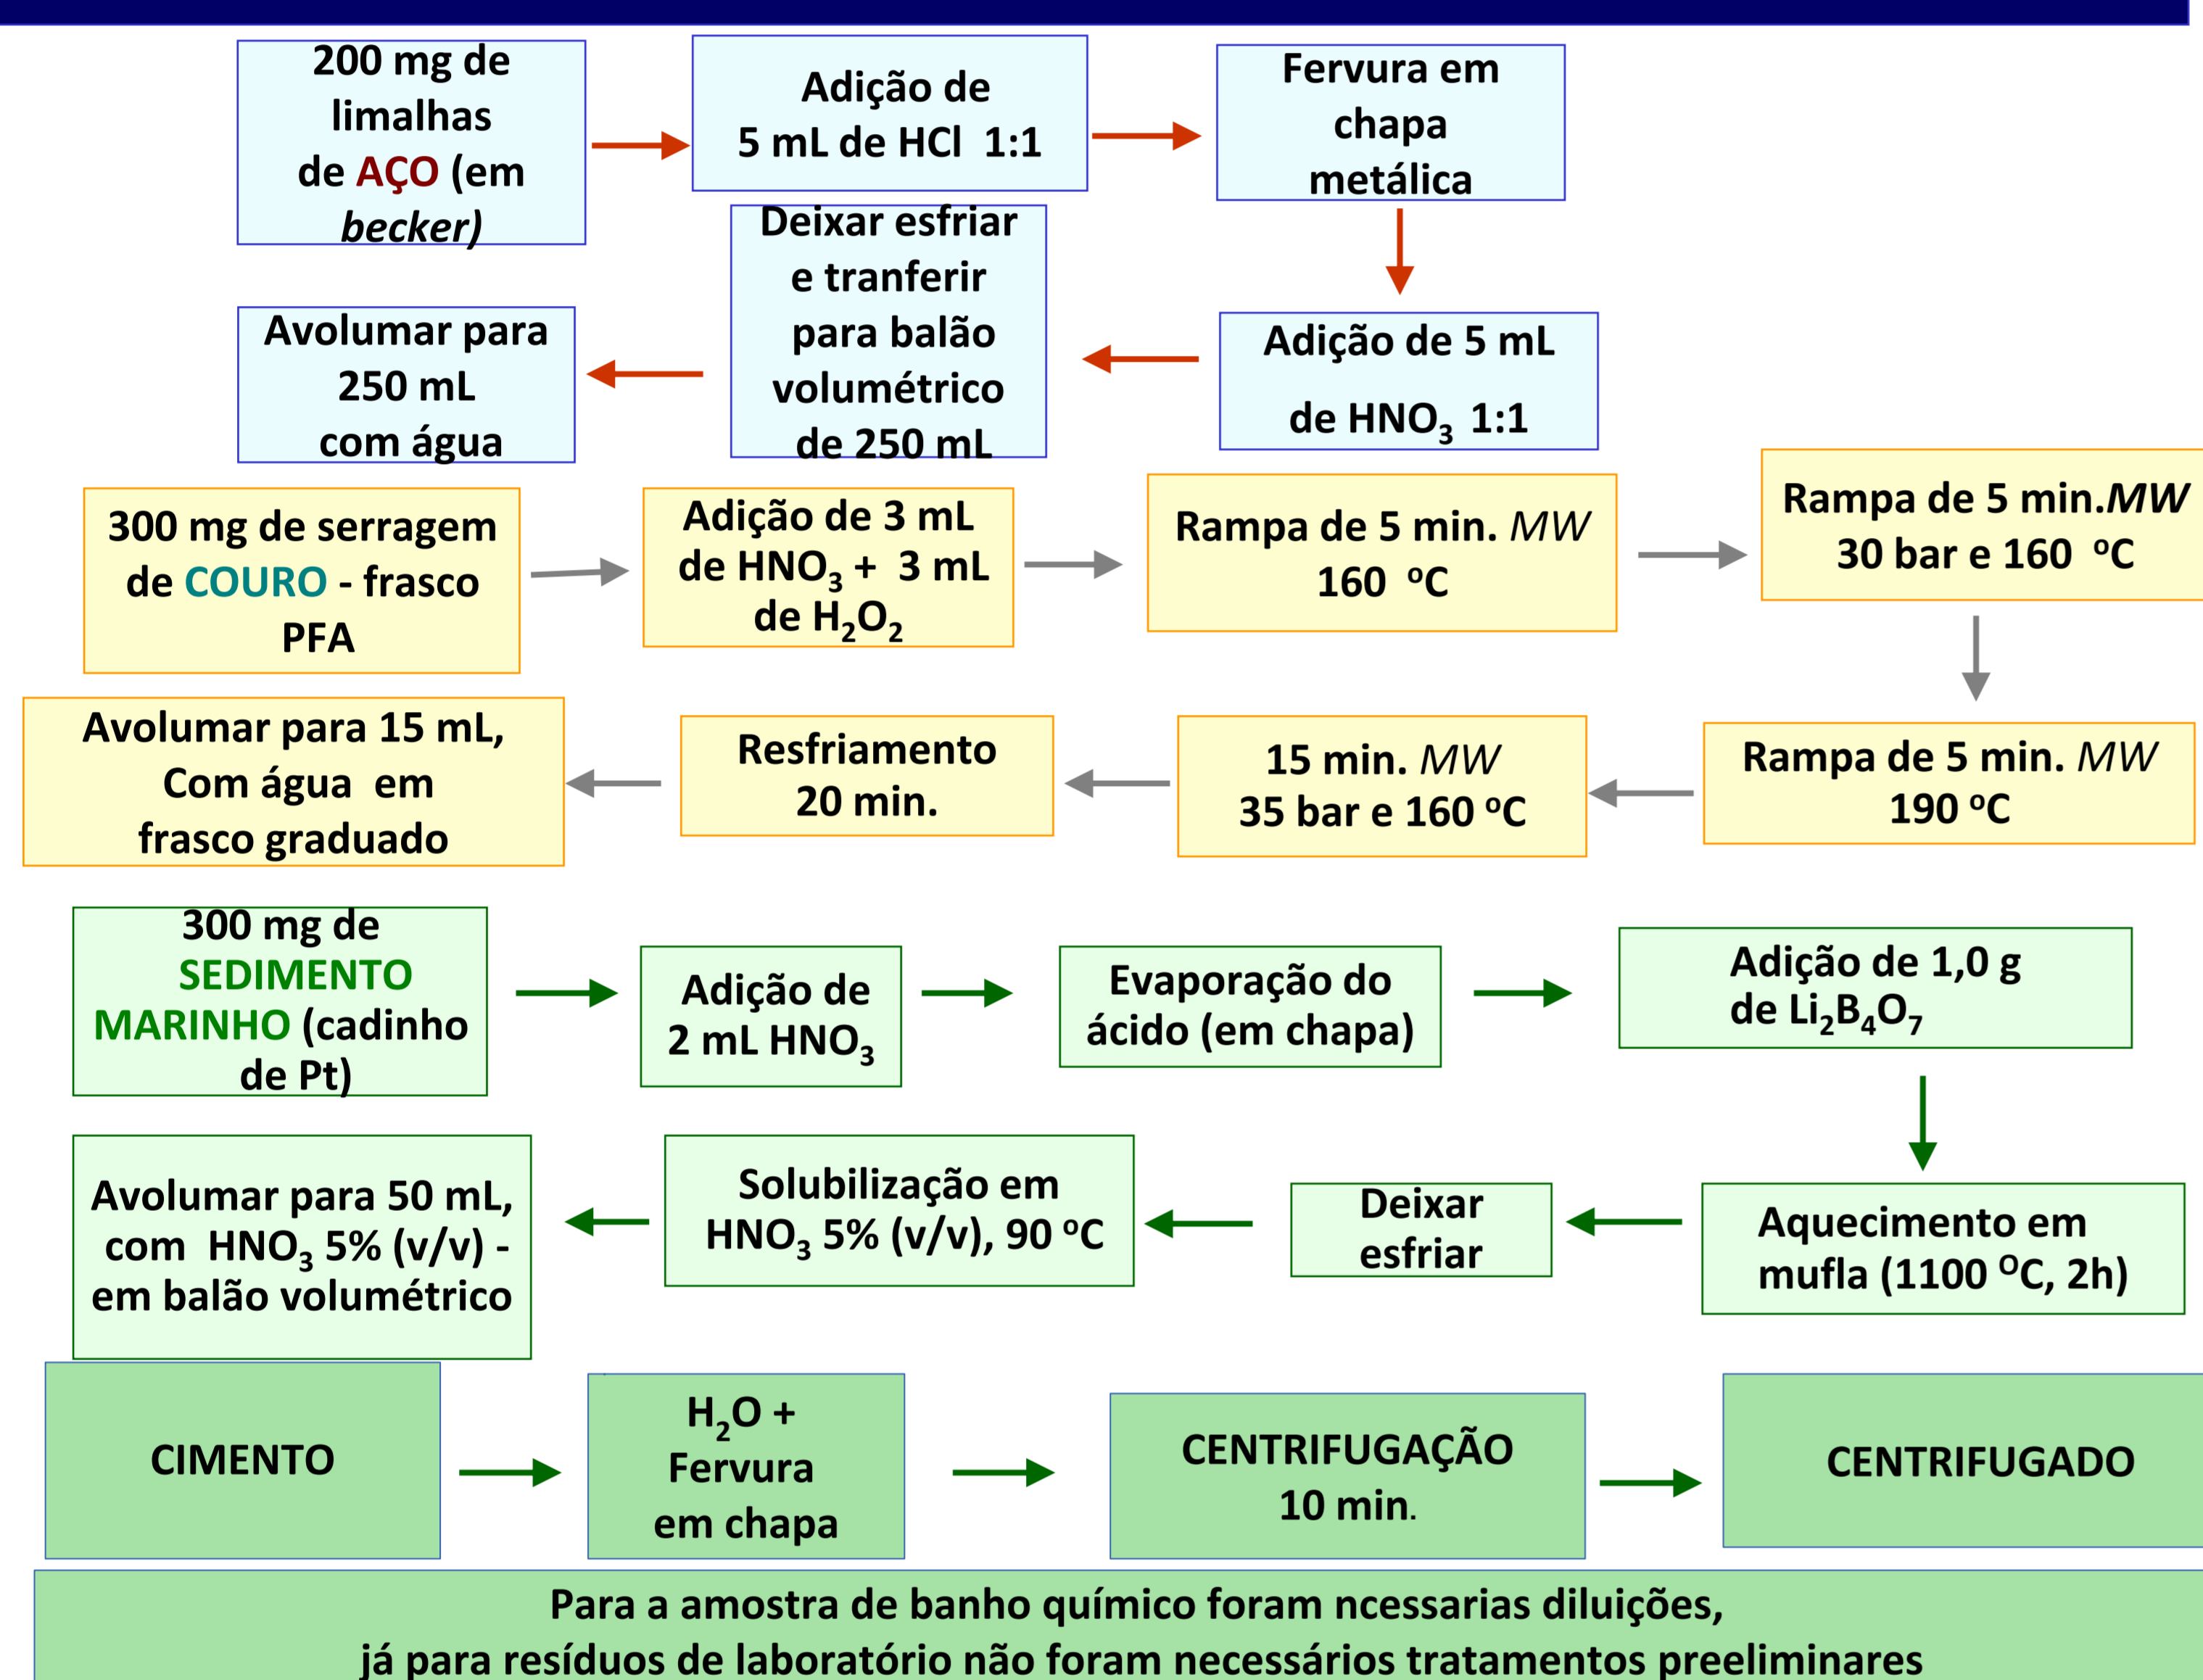 200 mg de
limalhas
de AÇO (em
becker)
Adição de
5 mL de HCl 1:1
Fervura em
chapa
metálica
Adição de 5 mL
de HNO₃ 1:1
Deixar esfriar
e tranferir
para balão
volumétrico
de 250 mL
Avolumar para
250 mL
com água
300 mg de serragem
de COURO - frasco
PFA
Adição de 3 mL
de HNO₃ + 3 mL
de H₂O₂
Rampa de 5 min. MW
160 ºC
Rampa de 5 min.MW
30 bar e 160 ºC
Rampa de 5 min. MW
190 ºC
15 min. MW
35 bar e 160 ºC
Resfriamento
20 min.
Avolumar para 15 mL,
Com água em
frasco graduado
300 mg de
SEDIMENTO
MARINHO (cadinho
de Pt)
Adição de
2 mL HNO₃
Evaporação do
ácido (em chapa)
Adição de 1,0 g
de Li₂B₄O₇
Aquecimento em
mufla (1100 ᴼC, 2h)
Deixar
esfriar
Solubilização em
HNO₃ 5% (v/v), 90 ºC
Avolumar para 50 mL,
com HNO₃ 5% (v/v) -
em balão volumétrico
CIMENTO
H₂O +
Fervura
em chapa
CENTRIFUGAÇÃO
10 min.
CENTRIFUGADO
Para a amostra de banho químico foram ncessarias diluições,
já para resíduos de laboratório não foram necessários tratamentos preeliminares